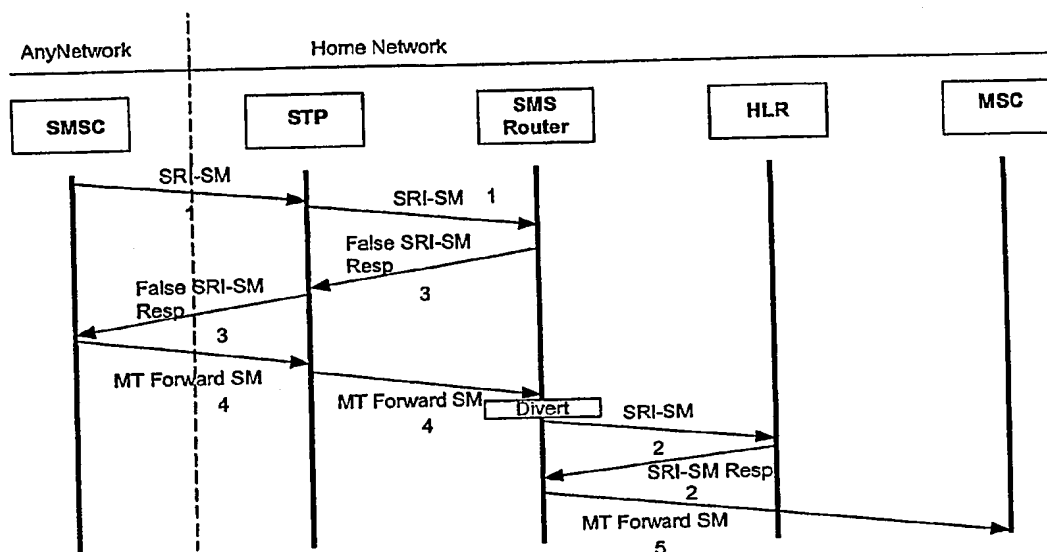 AnyNetwork
Home Network
SMSC
STP
SMS
Router
HLR
MSC
SRI-SM
SRI-SM 1
False SRI-SM
Resp
3
False SRI-SM
Resp
3
MT Forward SM
4
MT Forward SM
4
Divert
SRI-SM
2
SRI-SM Resp
2
MT Forward SM
5